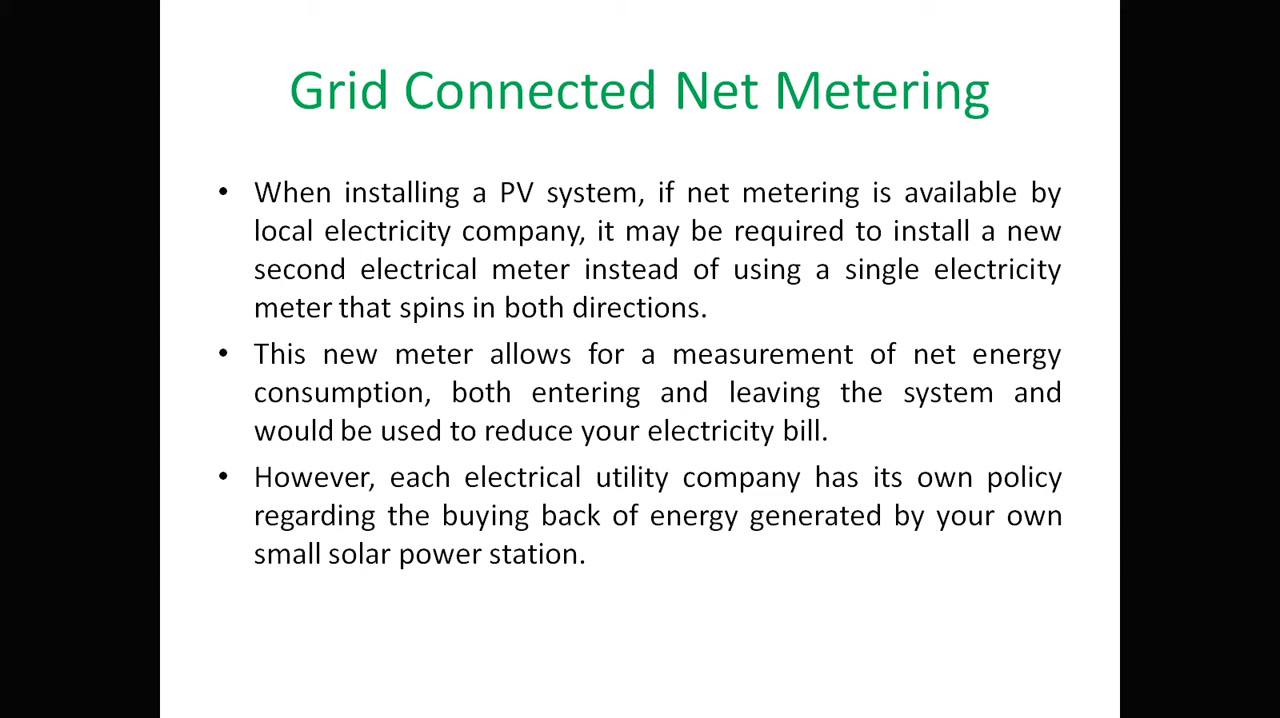 Grid Connected Net Metering
• When installing a PV system, if net metering is available by
local electricity company, it may be required to install a new
second electrical meter instead of using a single electricity
meter that spins in both directions.
• This new meter allows for a measurement of net energy
consumption, both entering and leaving the system and
would be used to reduce your electricity bill.
• However, each electrical utility company has its own policy
regarding the buying back of energy generated by your own
small solar power station.